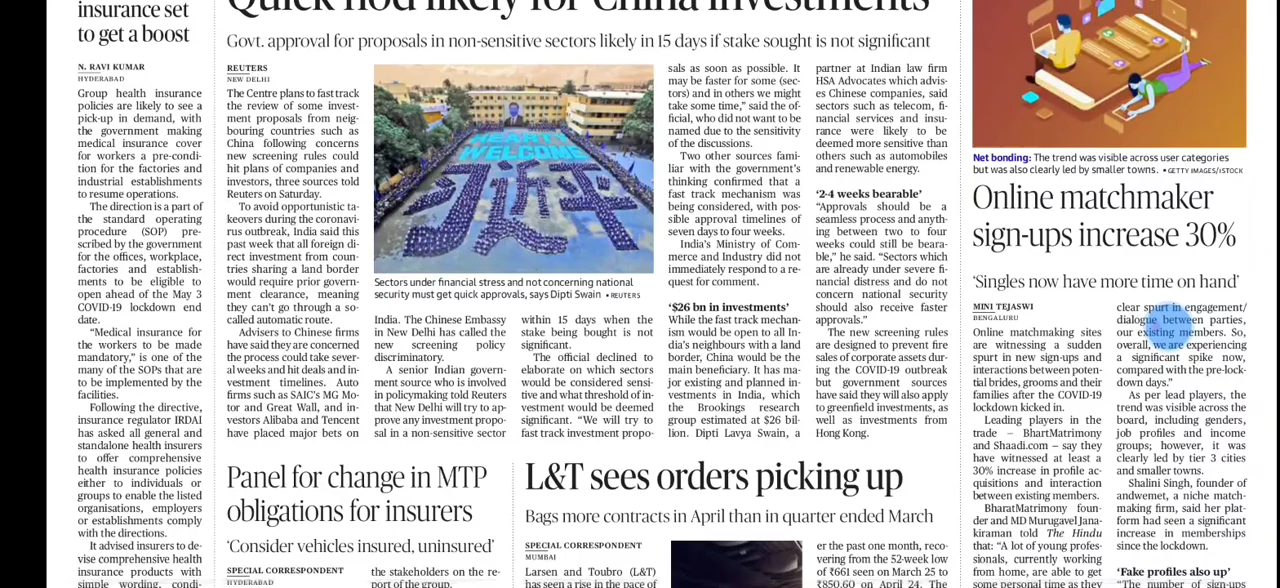 insurance set
to get a boost
N. RAVI KUMAR
HYDERABAD
Group health insurance
policies are likely to see a
pick-up in demand, with
the government making
medical insurance cover
for workers a pre-condi-
tion for the factories and
industrial establishments
to resume operations.
The direction is a part of
the standard operating
procedure (SOP) pre-
scribed by the government
for the offices, workplace,
factories and establish-
ments to be eligible to
open ahead of the May 3
COVID-19 lockdown end
date.
“Medical insurance for
the workers to be made
mandatory,” is one of the
many of the SOPs that are
to be implemented by the
facilities.
Following the directive,
insurance regulator IRDAI
has asked all general and
standalone health insurers
to offer comprehensive
health insurance policies
either to individuals or
groups to enable the listed
organisations, employers
or establishments comply
with the directions.
It advised insurers to de-
vise comprehensive health
insurance products with
simple wording, condi-
Quick nod likely for China investments
Govt. approval for proposals in non-sensitive sectors likely in 15 days if stake sought is not significant
REUTERS
NEW DELHI
The Centre plans to fast track
the review of some invest-
ment proposals from neig-
bouring countries such as
China following concerns
new screening rules could
hit plans of companies and
investors, three sources told
Reuters on Saturday.
To avoid opportunistic ta-
keovers during the coronavi-
rus outbreak, India said this
past week that all foreign di-
rect investment from coun-
tries sharing a land border
would require prior govern-
ment clearance, meaning
they can’t go through a so-
called automatic route.
Advisers to Chinese firms
have said they are concerned
the process could take sever-
al weeks and hit deals and in-
vestment timelines. Auto
firms such as SAIC’s MG Mo-
tor and Great Wall, and in-
vestors Alibaba and Tencent
have placed major bets on
HEARTY
WELCOME
Sectors under financial stress and not concerning national
security must get quick approvals, says Dipti Swain • REUTERS
India. The Chinese Embassy
in New Delhi has called the
new screening policy
discriminatory.
A senior Indian govern-
ment source who is involved
in policymaking told Reuters
that New Delhi will try to ap-
prove any investment propo-
sal in a non-sensitive sector
within 15 days when the
stake being bought is not
significant.
The official declined to
elaborate on which sectors
would be considered sensi-
tive and what threshold of in-
vestment would be deemed
significant. “We will try to
fast track investment propo-
sals as soon as possible. It
may be faster for some (sec-
tors) and in others we might
take some time,” said the of-
ficial, who did not want to be
named due to the sensitivity
of the discussions.
Two other sources fami-
liar with the government’s
thinking confirmed that a
fast track mechanism was
being considered, with pos-
sible approval timelines of
seven days to four weeks.
India’s Ministry of Com-
merce and Industry did not
immediately respond to a re-
quest for comment.
‘$26 bn in investments’
While the fast track mechan-
ism would be open to all In-
dia’s neighbours with a land
border, China would be the
main beneficiary. It has ma-
jor existing and planned in-
vestments in India, which
the Brookings research
group estimated at $26 bil-
lion. Dipti Lavya Swain, a
partner at Indian law firm
HSA Advocates which advis-
es Chinese companies, said
sectors such as telecom, fi-
nancial services and insu-
rance were likely to be
deemed more sensitive than
others such as automobiles
and renewable energy.
‘2-4 weeks bearable’
“Approvals should be a
seamless process and anyth-
ing between two to four
weeks could still be beara-
ble,” he said. “Sectors which
are already under severe fi-
nancial distress and do not
concern national security
should also receive faster
approvals.”
The new screening rules
are designed to prevent fire
sales of corporate assets dur-
ing the COVID-19 outbreak
but government sources
have said they will also apply
to greenfield investments, as
well as investments from
Hong Kong.
Panel for change in MTP
obligations for insurers
‘Consider vehicles insured, uninsured’
SPECIAL CORRESPONDENT
HYDERABAD
the stakeholders on the re-
port of the group.
L&T sees orders picking up
Bags more contracts in April than in quarter ended March
SPECIAL CORRESPONDENT
MUMBAI
Larsen and Toubro (L&T)
has seen a rise in the pace of
er the past one month, reco-
vering from the 52-week low
of ₹661 seen on March 25 to
₹850.60 on April 24. The
Net bonding: The trend was visible across user categories
but was also clearly led by smaller towns. • GETTY IMAGES/ISTOCK
Online matchmaker
sign-ups increase 30%
‘Singles now have more time on hand’
MINI TEJASWI
BENGALURU
Online matchmaking sites
are witnessing a sudden
spurt in new sign-ups and
interactions between poten-
tial brides, grooms and their
families after the COVID-19
lockdown kicked in.
Leading players in the
trade — BhartMatrimony
and Shaadi.com — say they
have witnessed at least a
30% increase in profile ac-
quisitions and interaction
between existing members.
BharatMatrimony foun-
der and MD Murugavel Jana-
kiraman told The Hindu
that: “A lot of young profes-
sionals, currently working
from home, are able to get
some personal time as they
clear spurt in engagement/
dialogue between parties,
our existing members. So,
overall, we are experiencing
a significant spike now,
compared with the pre-lock-
down days.”
As per lead players, the
trend was visible across the
board, including genders,
job profiles and income
groups; however, it was
clearly led by tier 3 cities
and smaller towns.
Shalini Singh, founder of
andwemet, a niche match-
making firm, said her plat-
form had seen a significant
increase in memberships
since the lockdown.
‘Fake profiles also up’
“The number of sign-ups